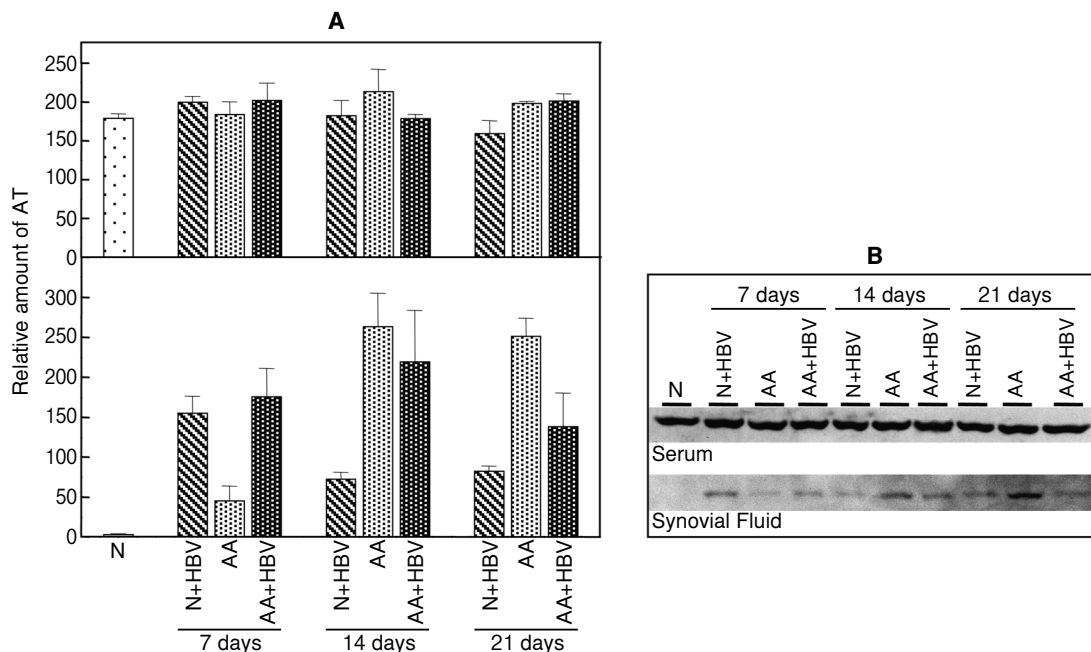 A
Relative amount of AT
250
200
150
100
50
0
300
250
200
150
100
50
0
N
N+HBV
AA
AA+HBV
N+HBV
AA
AA+HBV
N+HBV
AA
AA+HBV
7 days
14 days
21 days
B
7 days
14 days
21 days
N
N+HBV
AA
AA+HBV
N+HBV
AA
AA+HBV
N+HBV
AA
AA+HBV
Serum
Synovial Fluid